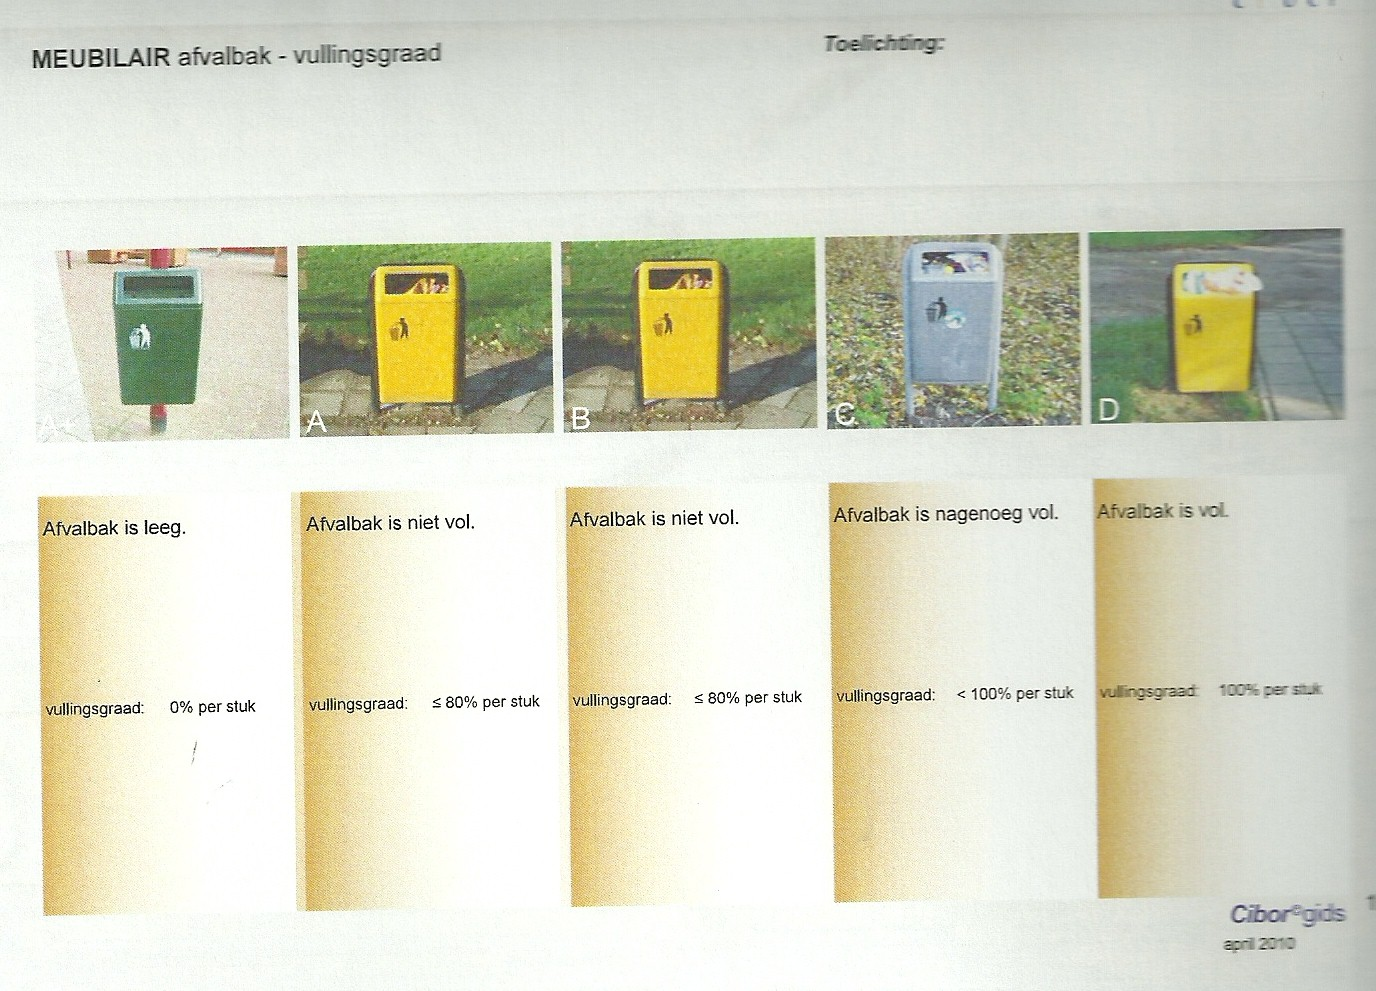 MEUBILAIR afvalbak - vullingsgraad
Toelichting:
A+
A
B
C
D
Afvalbak is leeg.
vullingsgraad: 0% per stuk
Afvalbak is niet vol.
vullingsgraad: ≤ 80% per stuk
Afvalbak is niet vol.
vullingsgraad: ≤ 80% per stuk
Afvalbak is nagenoeg vol.
vullingsgraad: < 100% per stuk
Afvalbak is vol.
vullingsgraad: 100% per stuk
Cibor©gids
april 2010